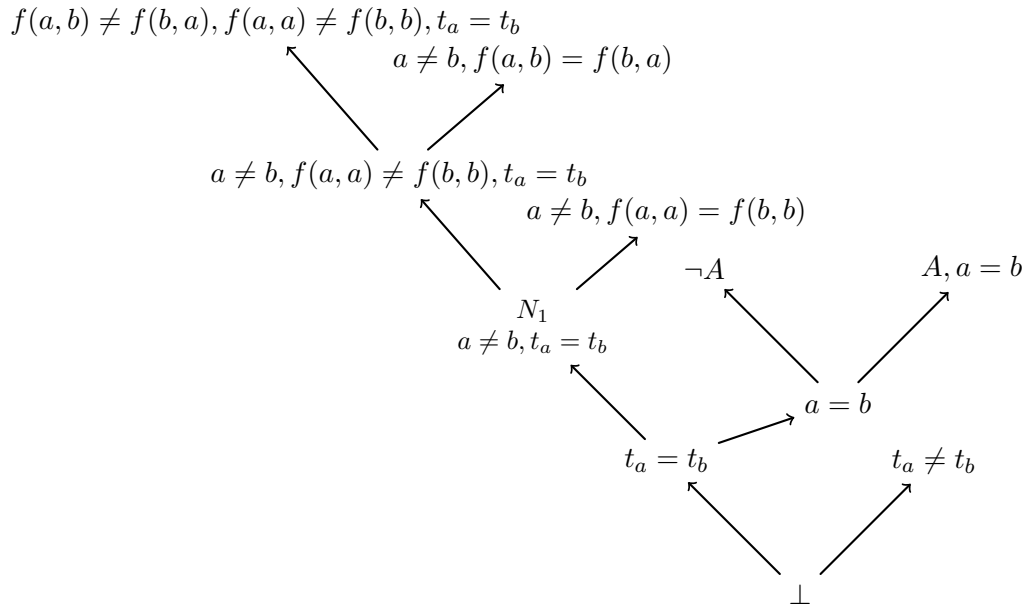 f(a, b) ≠ f(b, a), f(a, a) ≠ f(b, b), t_a = t_b
a ≠ b, f(a, b) = f(b, a)
a ≠ b, f(a, a) ≠ f(b, b), t_a = t_b
a ≠ b, f(a, a) = f(b, b)
¬A
A, a = b
N_1
a ≠ b, t_a = t_b
a = b
t_a = t_b
t_a ≠ t_b
⊥